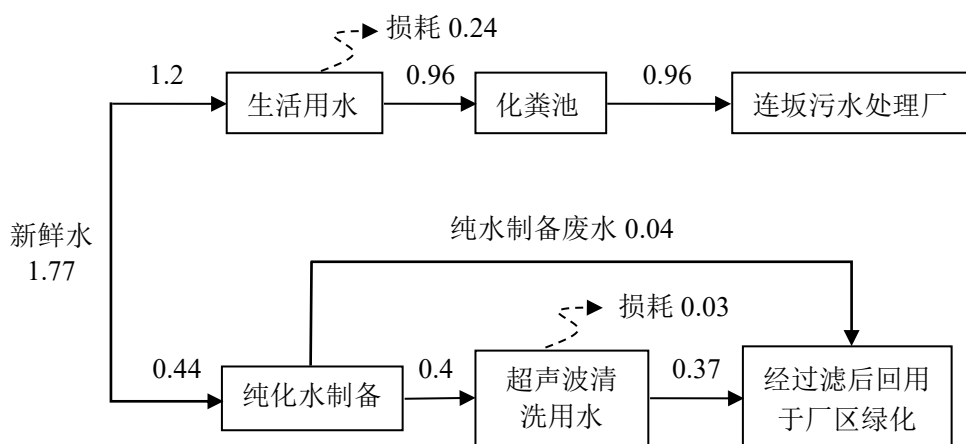 损耗 0.24
1.2
0.96
0.96
生活用水
化粪池
连坂污水处理厂
新鲜水
1.77
纯水制备废水 0.04
损耗 0.03
0.44
纯化水制备
0.4
超声波清
洗用水
0.37
经过滤后回用
于厂区绿化